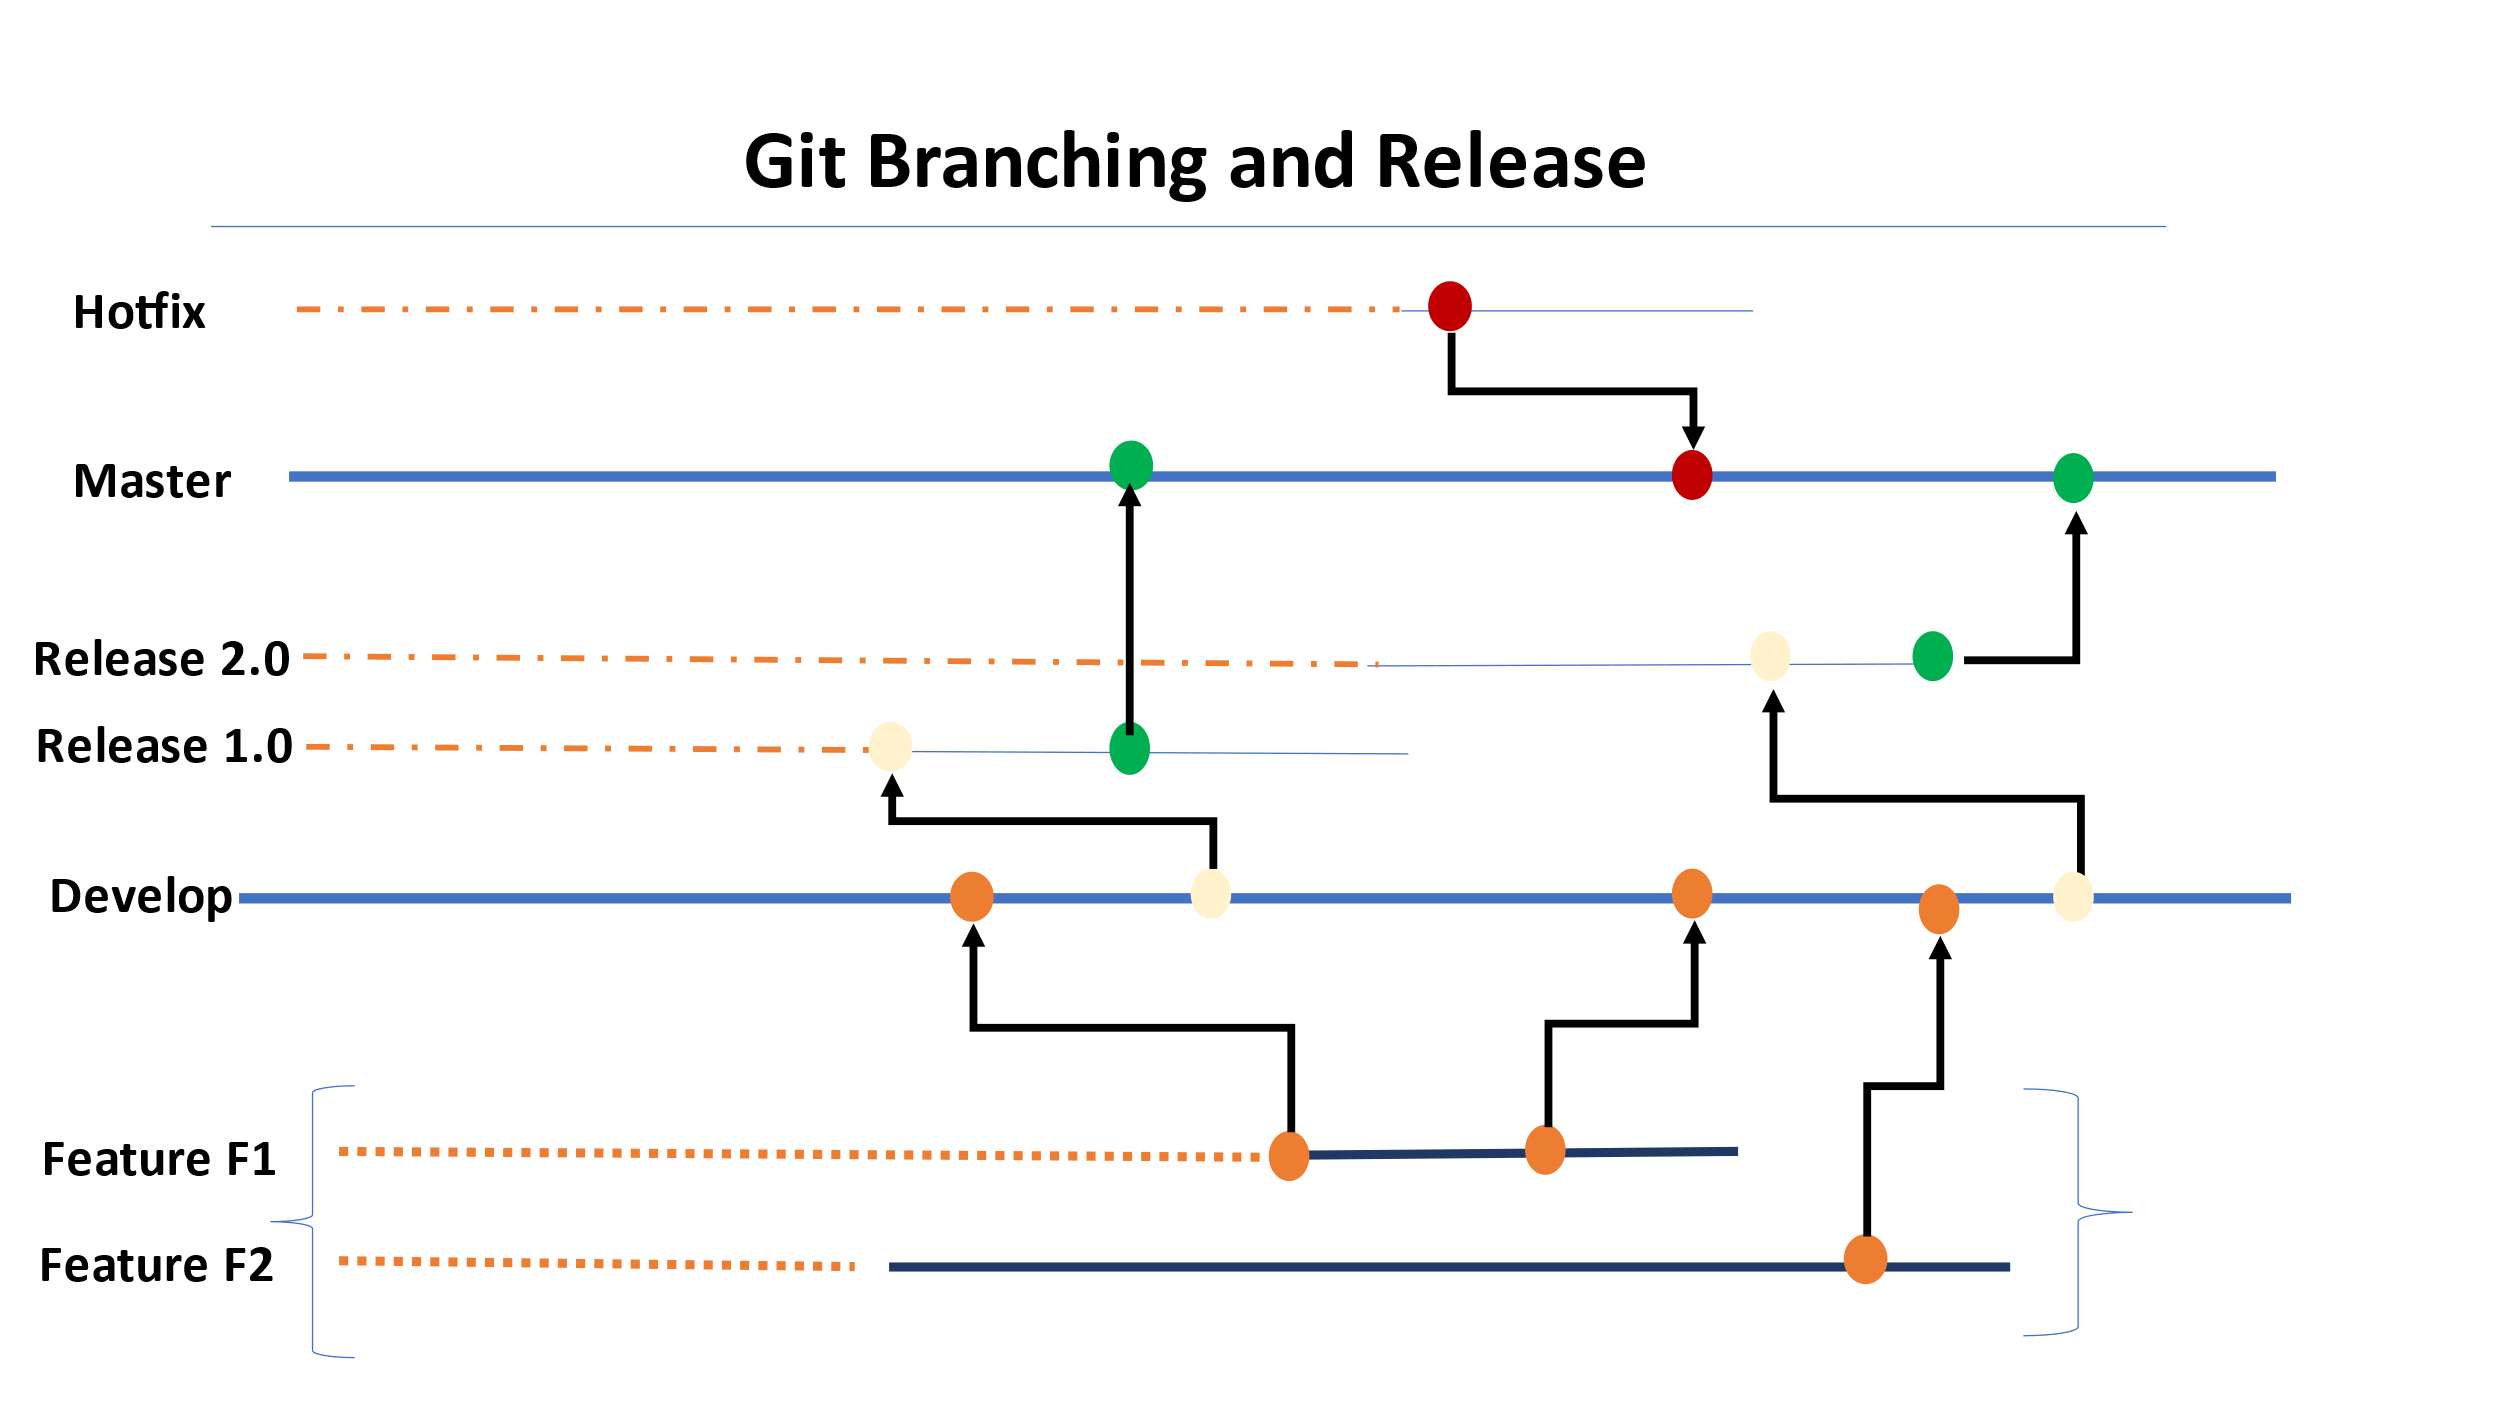 Git Branching and Release
Hotfix
Master
Release 2.0
Release 1.0
Develop
Feature F1
Feature F2